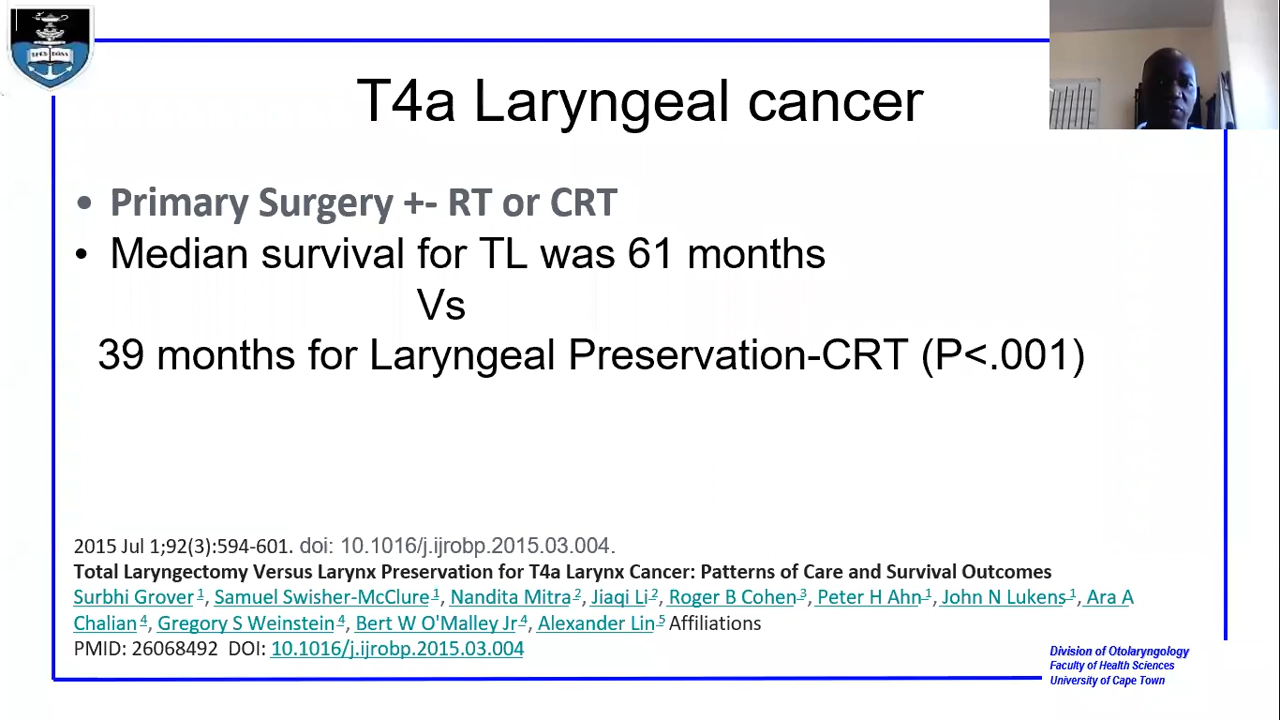 T4a Laryngeal cancer
• Primary Surgery +- RT or CRT
• Median survival for TL was 61 months
Vs
39 months for Laryngeal Preservation-CRT (P<.001)
2015 Jul 1;92(3):594-601. doi: 10.1016/j.ijrobp.2015.03.004.
Total Laryngectomy Versus Larynx Preservation for T4a Larynx Cancer: Patterns of Care and Survival Outcomes
Surbhi Grover 1, Samuel Swisher-McClure 1, Nandita Mitra 2, Jiaqi Li 2, Roger B Cohen 3, Peter H Ahn 1, John N Lukens 1, Ara A
Chalian 4, Gregory S Weinstein 4, Bert W O'Malley Jr 4, Alexander Lin 5 Affiliations
PMID: 26068492 DOI: 10.1016/j.ijrobp.2015.03.004
Division of Otolaryngology
Faculty of Health Sciences
University of Cape Town